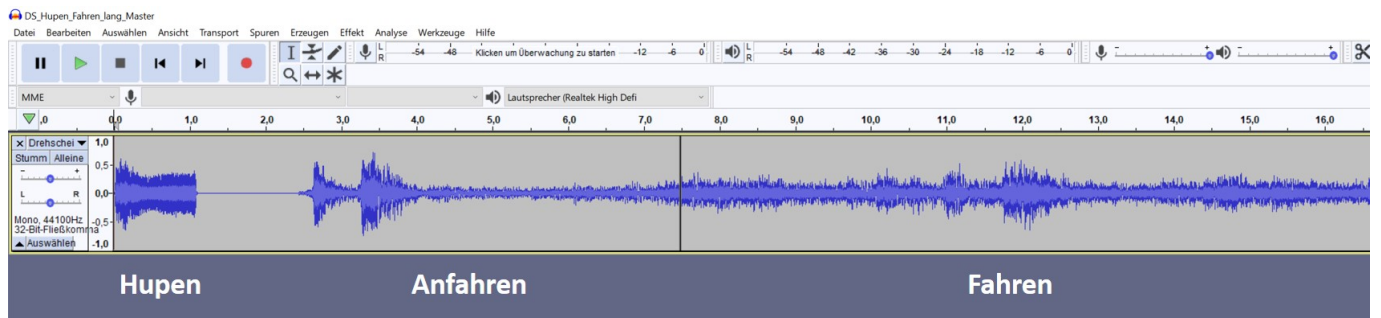 DS_Hupen_Fahren_lang_Master
Datei Bearbeiten Auswählen Ansicht Transport Spuren Erzeugen Effekt Analyse Werkzeuge Hilfe
L R -54 -48 Klicken um Überwachung zu starten -12 -6 0 L R -54 -48 -42 -36 -30 -24 -18 -12 -6 0 - + - +
MME Lautsprecher (Realtek High Defi
,0 0,0 1,0 2,0 3,0 4,0 5,0 6,0 7,0 8,0 9,0 10,0 11,0 12,0 13,0 14,0 15,0 16,0
x Drehschei 1,0
Stumm Alleine 0,5
- +
L R 0,0
Mono, 44100Hz -0,5
32-Bit-Fließkomma
Auswählen -1,0
Hupen Anfahren Fahren